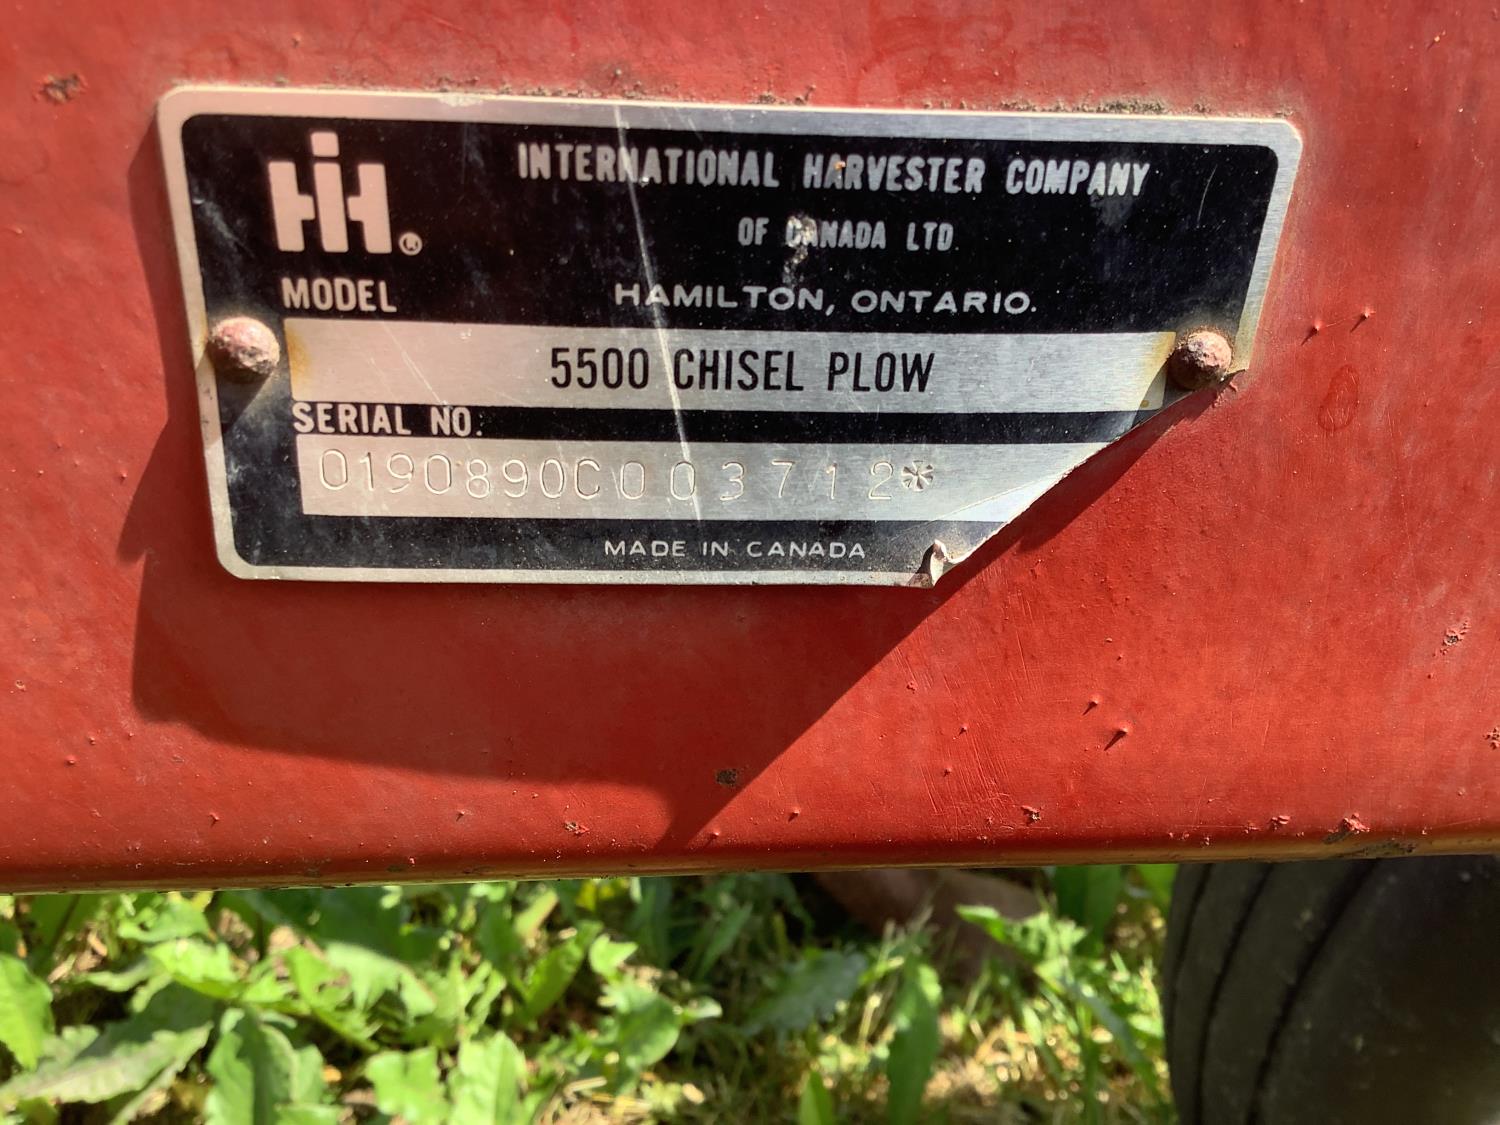 IH®
INTERNATIONAL HARVESTER COMPANY
OF CANADA LTD.
MODEL
HAMILTON, ONTARIO.
5500 CHISEL PLOW
SERIAL NO.
0190890C003712*
MADE IN CANADA